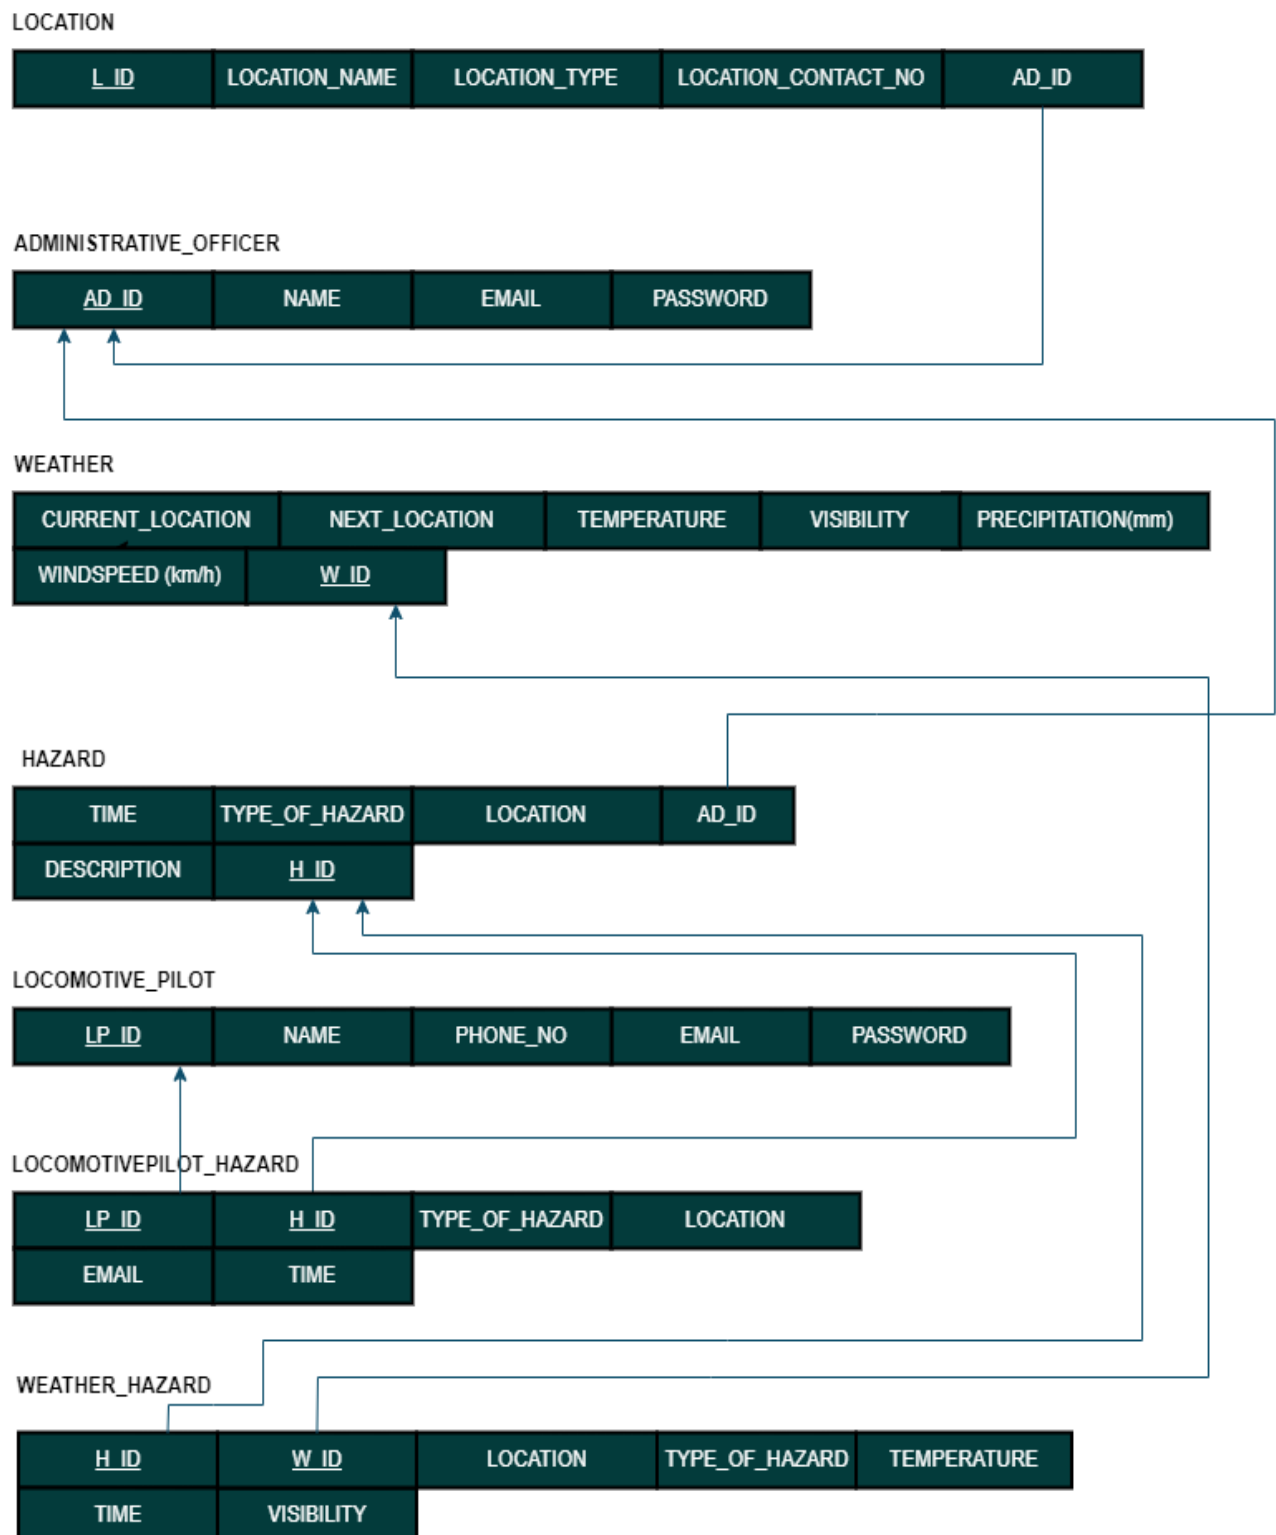 LOCATION
L_ID LOCATION_NAME LOCATION_TYPE LOCATION_CONTACT_NO AD_ID
ADMINISTRATIVE_OFFICER
AD_ID NAME EMAIL PASSWORD
WEATHER
CURRENT_LOCATION NEXT_LOCATION TEMPERATURE VISIBILITY PRECIPITATION(mm)
WINDSPEED (km/h) W_ID
HAZARD
TIME TYPE_OF_HAZARD LOCATION AD_ID
DESCRIPTION H_ID
LOCOMOTIVE_PILOT
LP_ID NAME PHONE_NO EMAIL PASSWORD
LOCOMOTIVEPILOT_HAZARD
LP_ID H_ID TYPE_OF_HAZARD LOCATION
EMAIL TIME
WEATHER_HAZARD
H_ID W_ID LOCATION TYPE_OF_HAZARD TEMPERATURE
TIME VISIBILITY